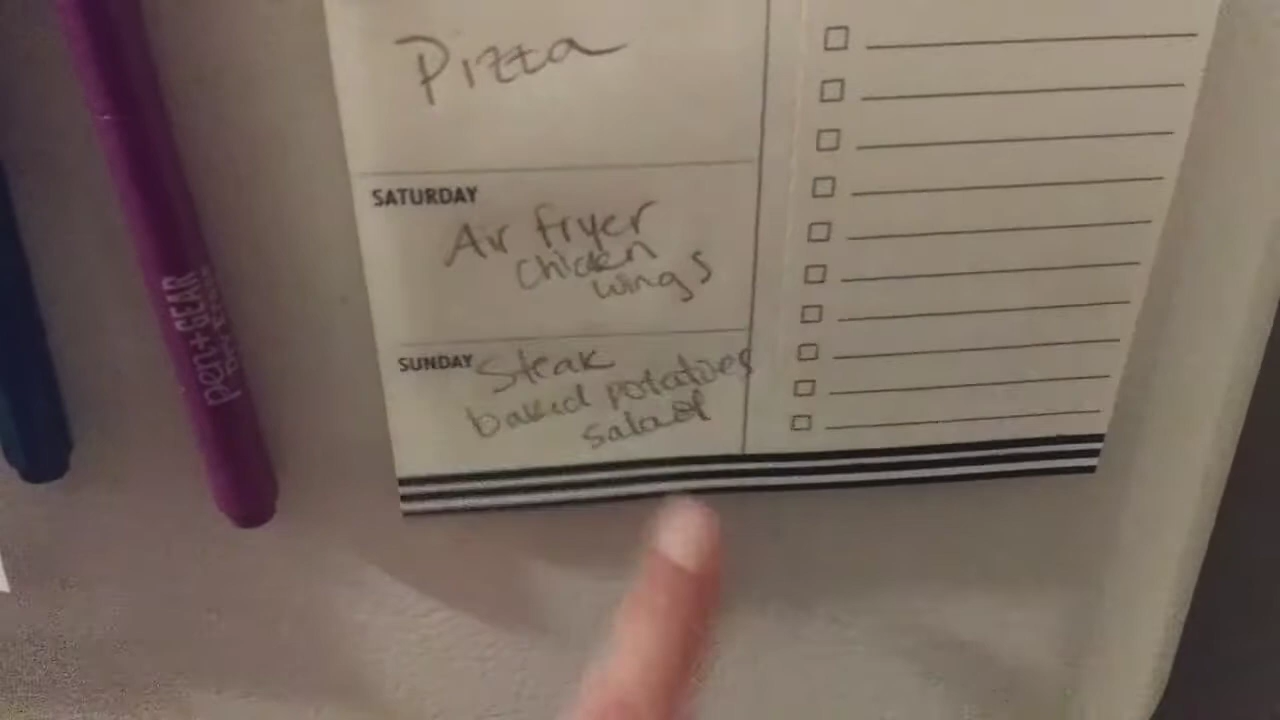 Pizza
SATURDAY
Air fryer
chicken
wings
SUNDAY Steak
baked potatoes
salad
pen+GEAR